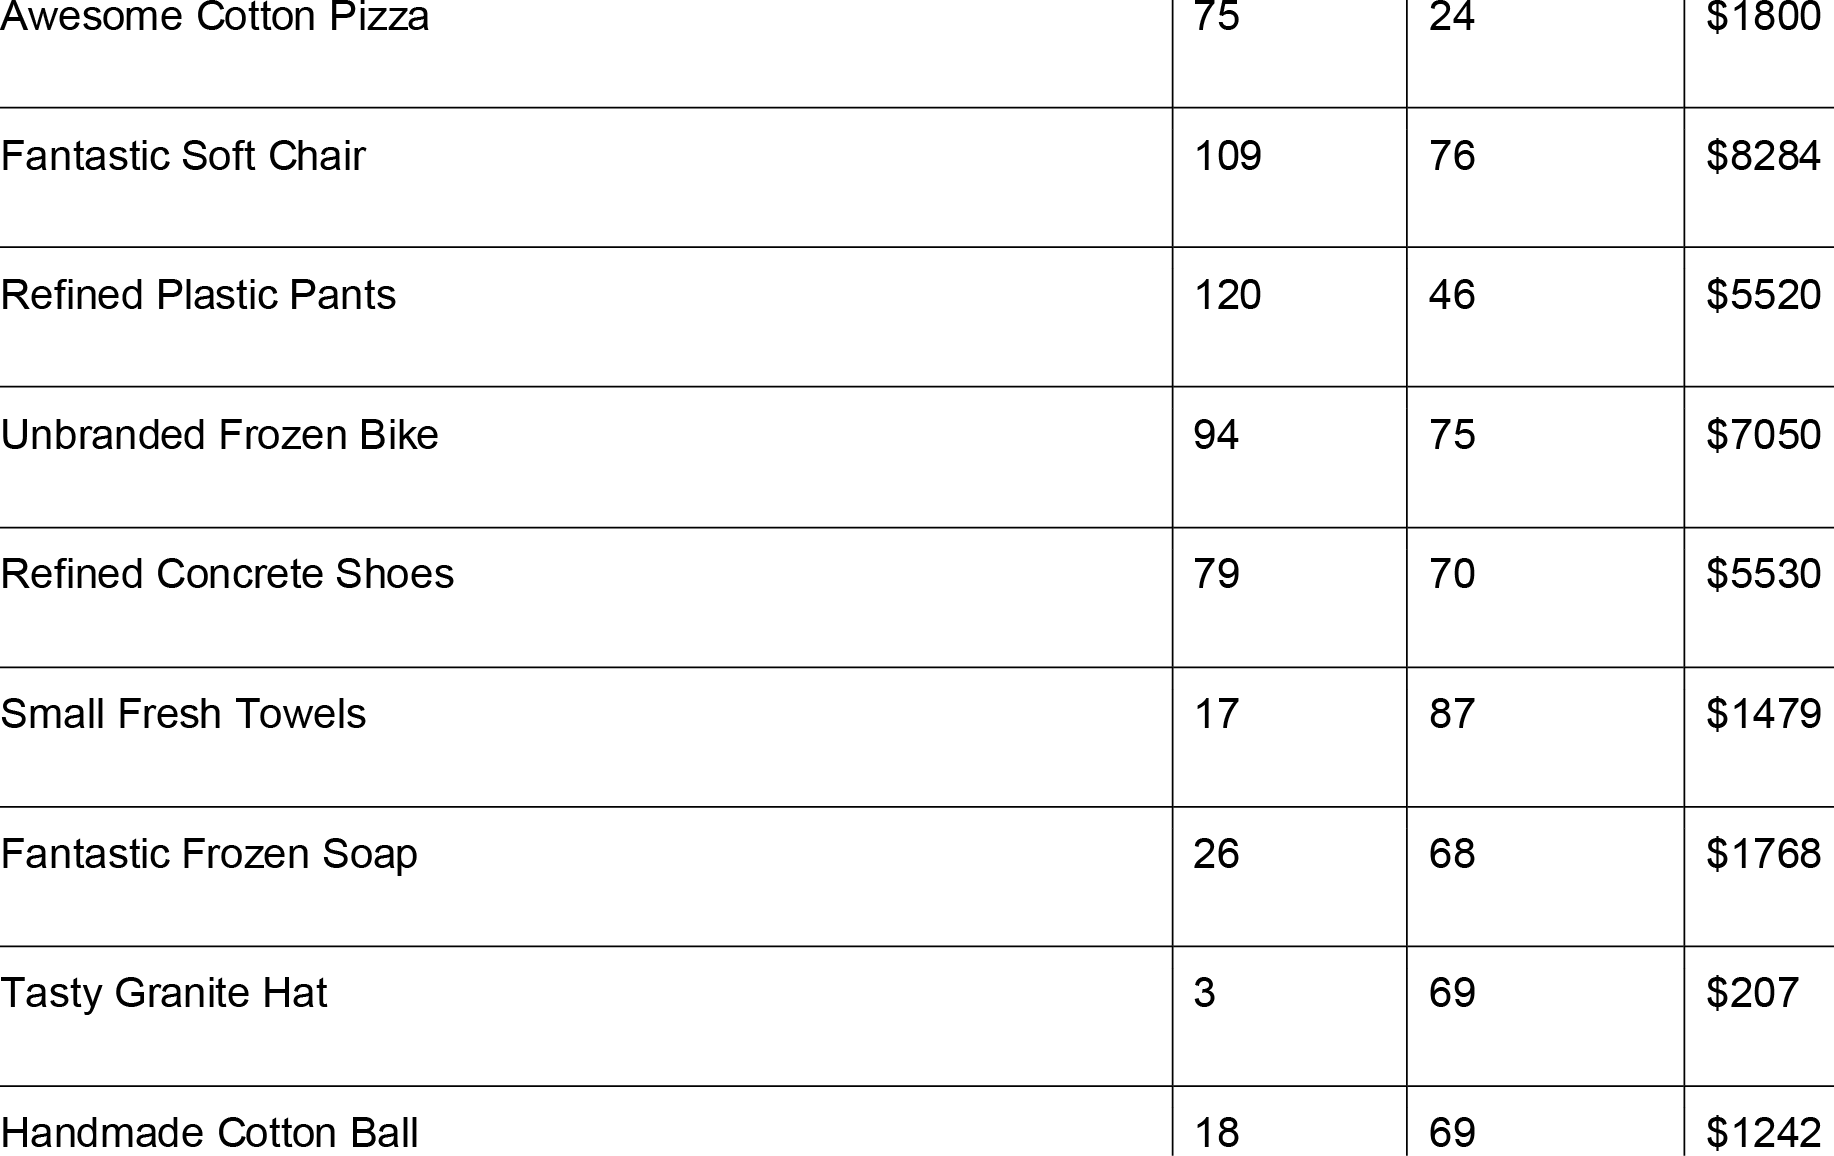 Awesome Cotton Pizza 75 24 $1800
Fantastic Soft Chair 109 76 $8284
Refined Plastic Pants 120 46 $5520
Unbranded Frozen Bike 94 75 $7050
Refined Concrete Shoes 79 70 $5530
Small Fresh Towels 17 87 $1479
Fantastic Frozen Soap 26 68 $1768
Tasty Granite Hat 3 69 $207
Handmade Cotton Ball 18 69 $1242